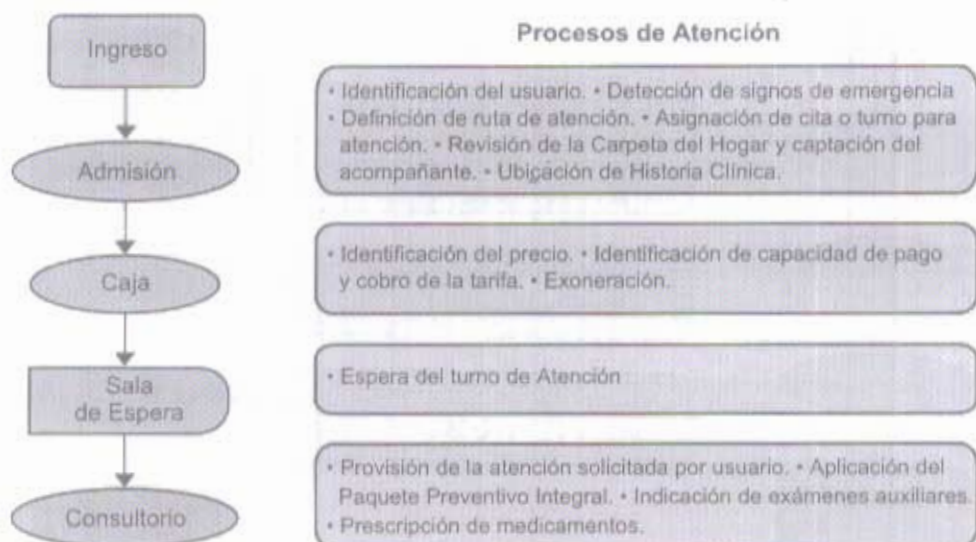 Procesos de Atención
Ingreso
• Identificación del usuario. • Detección de signos de emergencia
• Definición de ruta de atención. • Asignación de cita o turno para
atención. • Revisión de la Carpeta del Hogar y captación del
acompañante. • Ubicación de Historia Clínica.
Admisión
• Identificación del precio. • Identificación de capacidad de pago
y cobro de la tarifa. • Exoneración.
Caja
• Espera del turno de Atención
Sala
de Espera
• Provisión de la atención solicitada por usuario. • Aplicación del
Paquete Preventivo Integral. • Indicación de exámenes auxiliares.
• Prescripción de medicamentos.
Consultorio